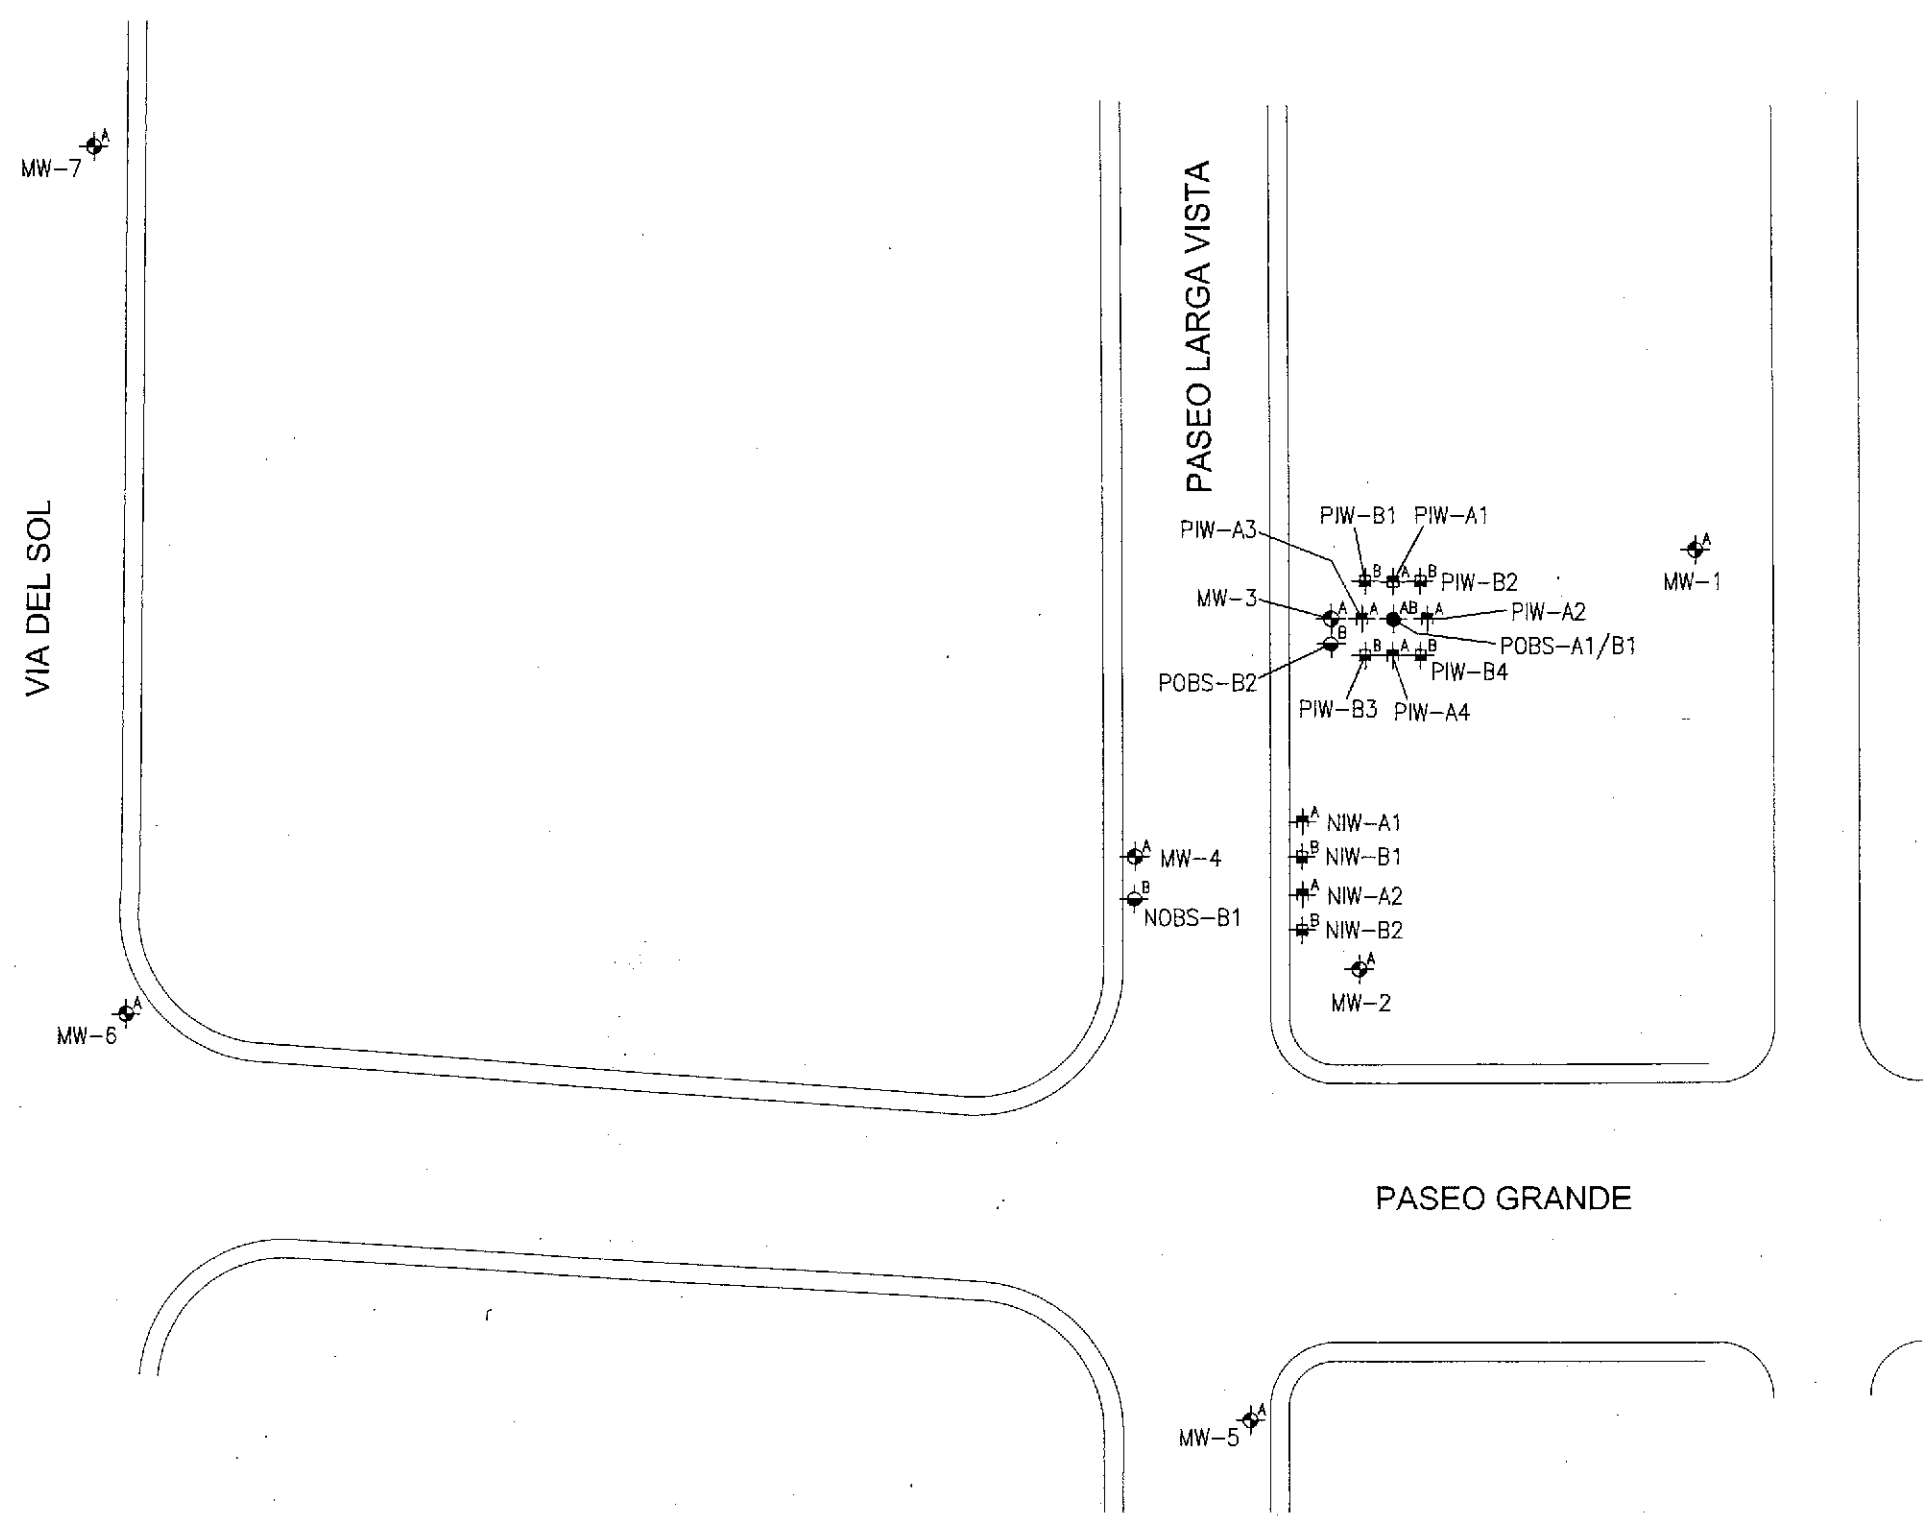 A
MW-7
PASEO LARGA VISTA
VIA DEL SOL
PIW-B1
PIW-A1
PIW-A3
A
MW-1
B
A
B
PIW-B2
MW-3
A
A
AB
A
PIW-A2
B
POBS-A1/B1
B
A
B
PIW-B4
POBS-B2
PIW-B3
PIW-A4
A
NIW-A1
A
MW-4
B
NIW-B1
B
NOBS-B1
A
NIW-A2
B
NIW-B2
A
MW-2
A
MW-6
PASEO GRANDE
A
MW-5